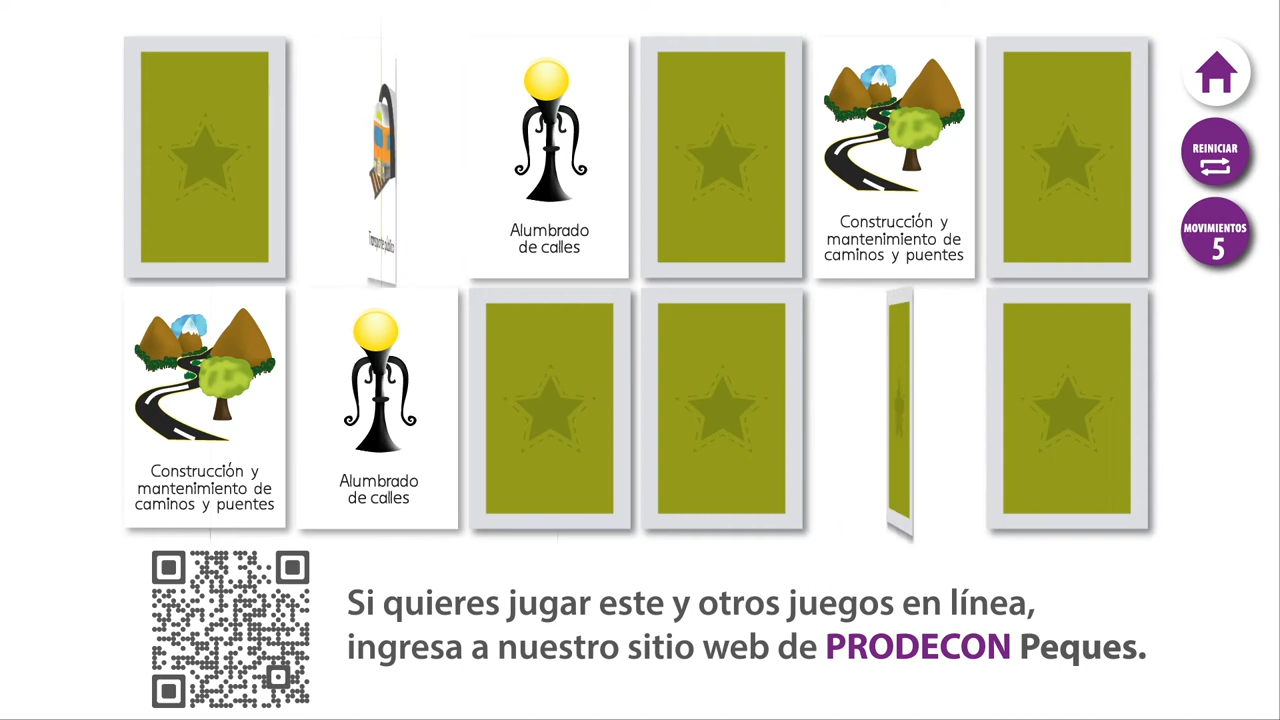 REINICIAR
MOVIMIENTOS
5
Alumbrado
de calles
Construcción y
mantenimiento de
caminos y puentes
Construcción y
mantenimiento de
caminos y puentes
Alumbrado
de calles
Si quieres jugar este y otros juegos en línea,
ingresa a nuestro sitio web de PRODECON Peques.